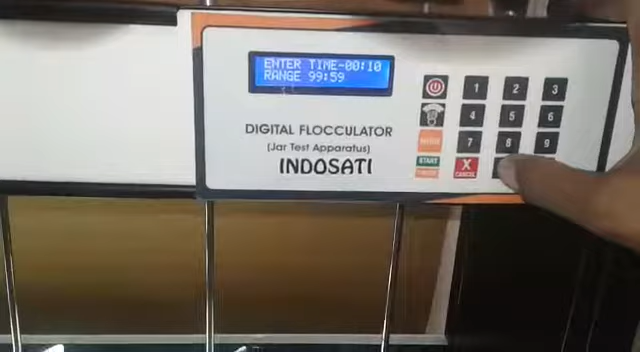 ENTER TIME-00:10
RANGE 99:59
DIGITAL FLOCCULATOR
(Jar Test Apparatus)
INDOSATI
1 2 3
4 5 6
7 8 9
START
X
CANCEL